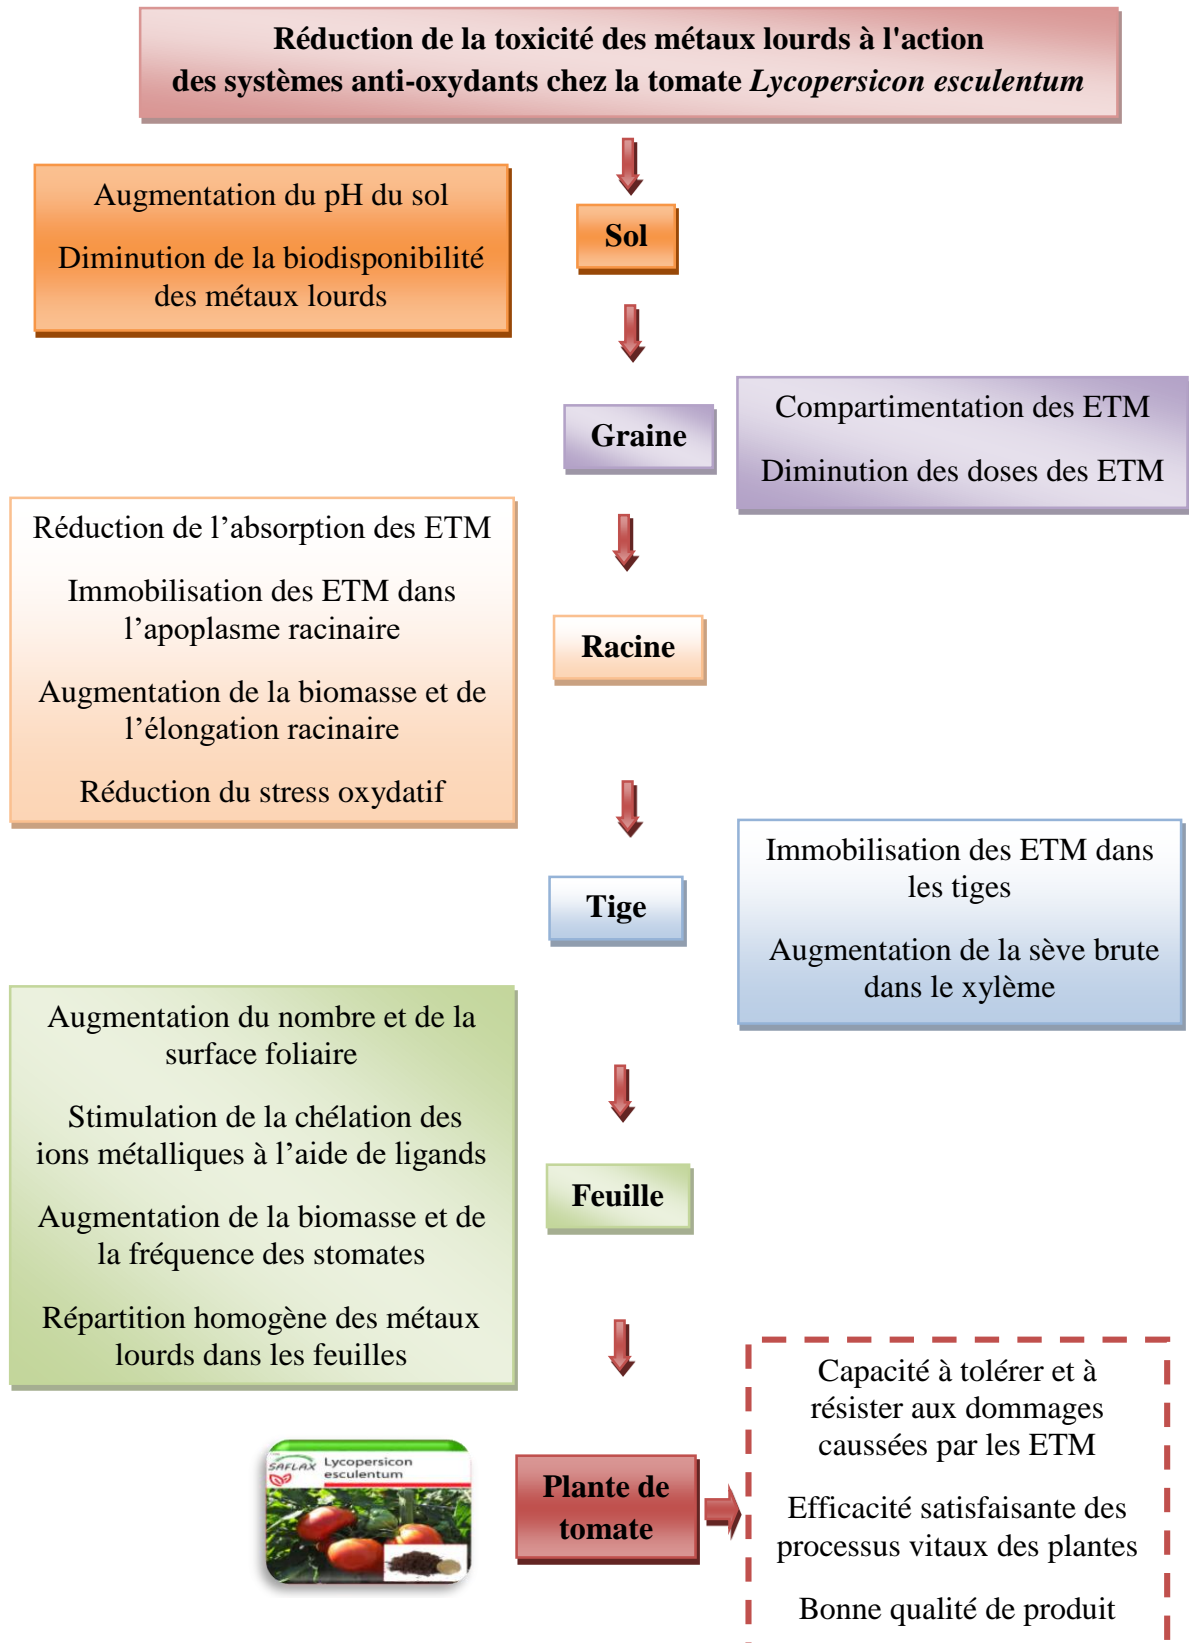 Réduction de la toxicité des métaux lourds à l'action
des systèmes anti-oxydants chez la tomate Lycopersicon esculentum
Augmentation du pH du sol
Diminution de la biodisponibilité
des métaux lourds
Sol
Graine
Compartimentation des ETM
Diminution des doses des ETM
Réduction de l’absorption des ETM
Immobilisation des ETM dans
l’apoplasme racinaire
Augmentation de la biomasse et de
l’élongation racinaire
Réduction du stress oxydatif
Racine
Tige
Immobilisation des ETM dans
les tiges
Augmentation de la sève brute
dans le xylème
Augmentation du nombre et de la
surface foliaire
Stimulation de la chélation des
ions métalliques à l’aide de ligands
Augmentation de la biomasse et de
la fréquence des stomates
Répartition homogène des métaux
lourds dans les feuilles
Feuille
SAFLAX
Lycopersicon
esculentum
Plante de
tomate
Capacité à tolérer et à
résister aux dommages
caussées par les ETM
Efficacité satisfaisante des
processus vitaux des plantes
Bonne qualité de produit